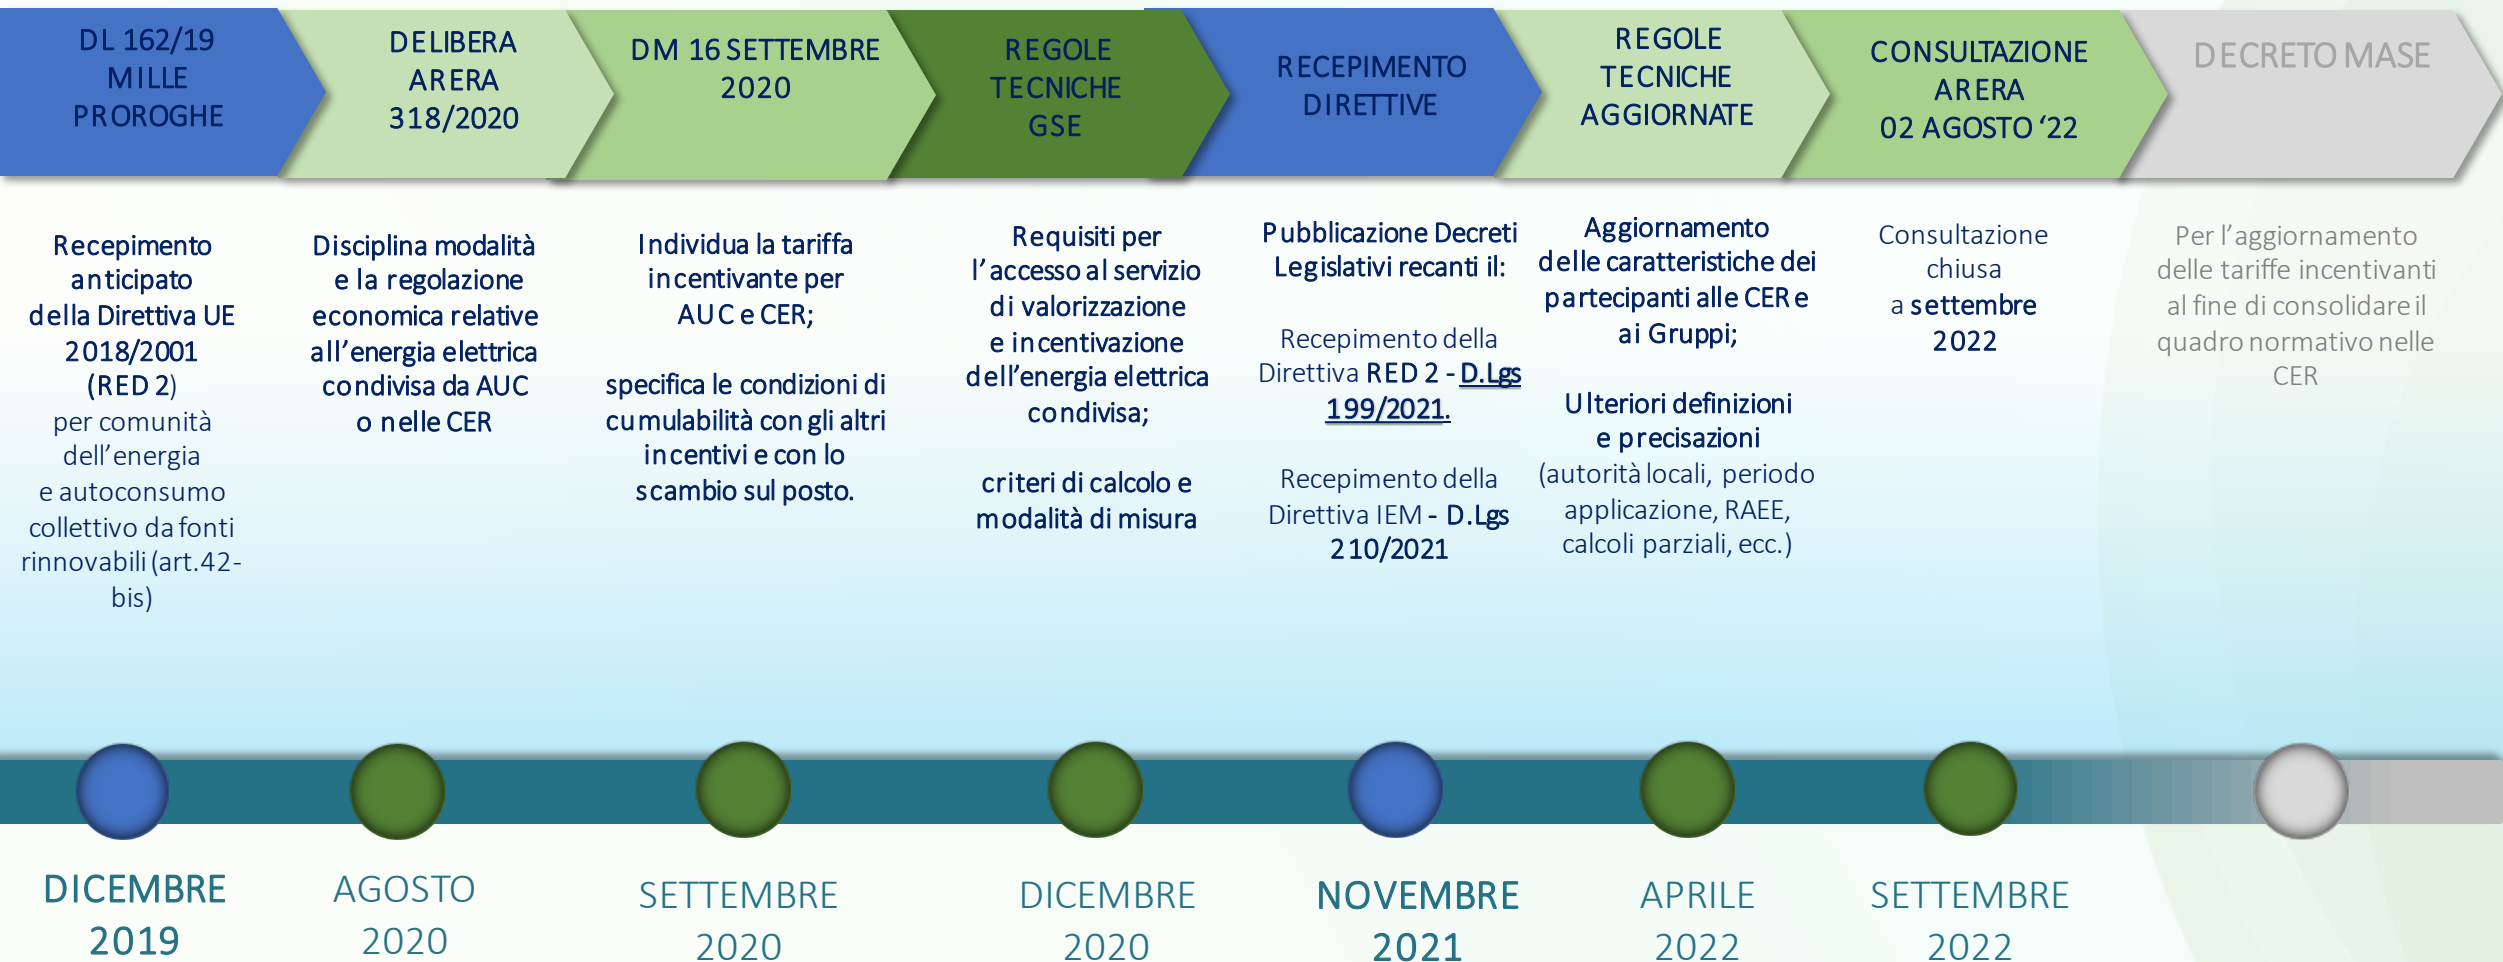 DL 162/19
MILLE
PROROGHE
DELIBERA
ARERA
318/2020
DM 16 SETTEMBRE
2020
REGOLE
TECNICHE
GSE
RECEPIMENTO
DIRETTIVE
REGOLE
TECNICHE
AGGIORNATE
CONSULTAZIONE
ARERA
02 AGOSTO ‘22
DECRETO MASE
Recepimento
anticipato
della Direttiva UE
2018/2001
(RED 2)
per comunità
dell’energia
e autoconsumo
collettivo da fonti
rinnovabili (art.42-
bis)
Disciplina modalità
e la regolazione
economica relative
all’energia elettrica
condivisa da AUC
o nelle CER
Individua la tariffa
incentivante per
AUC e CER;
specifica le condizioni di
cumulabilità con gli altri
incentivi e con lo
scambio sul posto.
Requisiti per
l’accesso al servizio
di valorizzazione
e incentivazione
dell’energia elettrica
condivisa;
criteri di calcolo e
modalità di misura
Pubblicazione Decreti
Legislativi recanti il:
Recepimento della
Direttiva RED 2 - D.Lgs
199/2021.
Recepimento della
Direttiva IEM - D.Lgs
210/2021
Aggiornamento
delle caratteristiche dei
partecipanti alle CER e
ai Gruppi;
Ulteriori definizioni
e precisazioni
(autorità locali, periodo
applicazione, RAEE,
calcoli parziali, ecc.)
Consultazione
chiusa
a settembre
2022
Per l’aggiornamento
delle tariffe incentivanti
al fine di consolidare il
quadro normativo nelle
CER
DICEMBRE
2019
AGOSTO
2020
SETTEMBRE
2020
DICEMBRE
2020
NOVEMBRE
2021
APRILE
2022
SETTEMBRE
2022